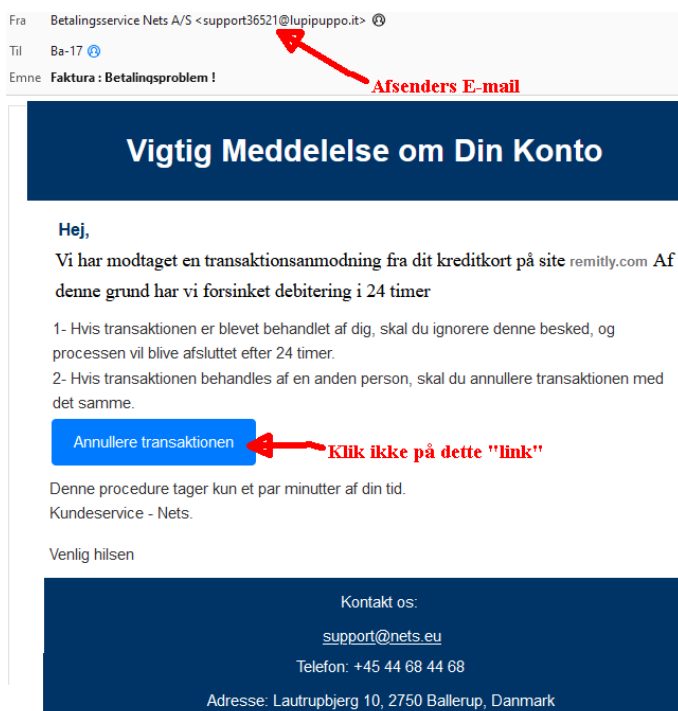 Fra Betalingsservice Nets A/S <support36521@lupipuppo.it>
Til Ba-17
Emne Faktura : Betalingsproblem !
Afsenders E-mail
Vigtig Meddelelse om Din Konto
Hej,
Vi har modtaget en transaktionsanmodning fra dit kreditkort på site remitly.com Af
denne grund har vi forsinket debitering i 24 timer
1- Hvis transaktionen er blevet behandlet af dig, skal du ignorere denne besked, og
processen vil blive afsluttet efter 24 timer.
2- Hvis transaktionen behandles af en anden person, skal du annullere transaktionen med
det samme.
Annullere transaktionen
Klik ikke på dette "link"
Denne procedure tager kun et par minutter af din tid.
Kundeservice - Nets.
Venlig hilsen
Kontakt os:
support@nets.eu
Telefon: +45 44 68 44 68
Adresse: Lautrupbjerg 10, 2750 Ballerup, Danmark